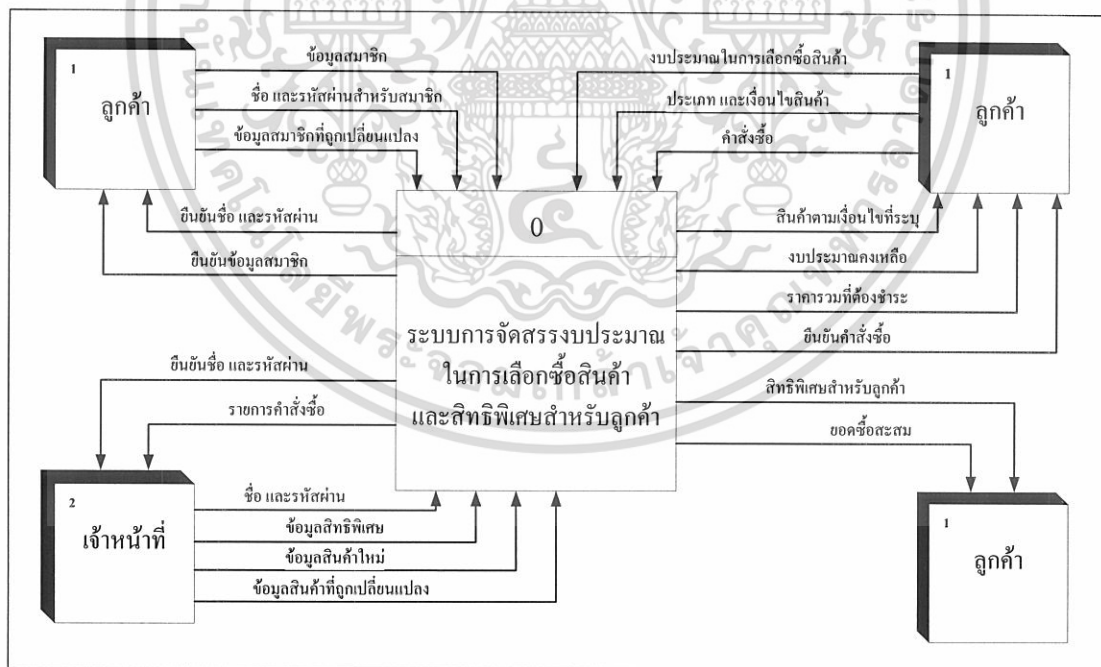 1
ลูกค้า
ข้อมูลสมาชิก
ชื่อ และรหัสผ่านสำหรับสมาชิก
ข้อมูลสมาชิกที่ถูกเปลี่ยนแปลง
ยืนยันชื่อ และรหัสผ่าน
ยืนยันข้อมูลสมาชิก
งบประมาณในการเลือกซื้อสินค้า
ประเภท และเงื่อนไขสินค้า
คำสั่งซื้อ
1
ลูกค้า
สินค้าตามเงื่อนไขที่ระบุ
งบประมาณคงเหลือ
ราคารวมที่ต้องชำระ
ยืนยันคำสั่งซื้อ
0
ระบบการจัดสรรงบประมาณ
ในการเลือกซื้อสินค้า
และสิทธิพิเศษสำหรับลูกค้า
ยืนยันชื่อ และรหัสผ่าน
รายการคำสั่งซื้อ
2
เจ้าหน้าที่
ชื่อ และรหัสผ่าน
ข้อมูลสิทธิพิเศษ
ข้อมูลสินค้าใหม่
ข้อมูลสินค้าที่ถูกเปลี่ยนแปลง
สิทธิพิเศษสำหรับลูกค้า
ยอดซื้อสะสม
1
ลูกค้า